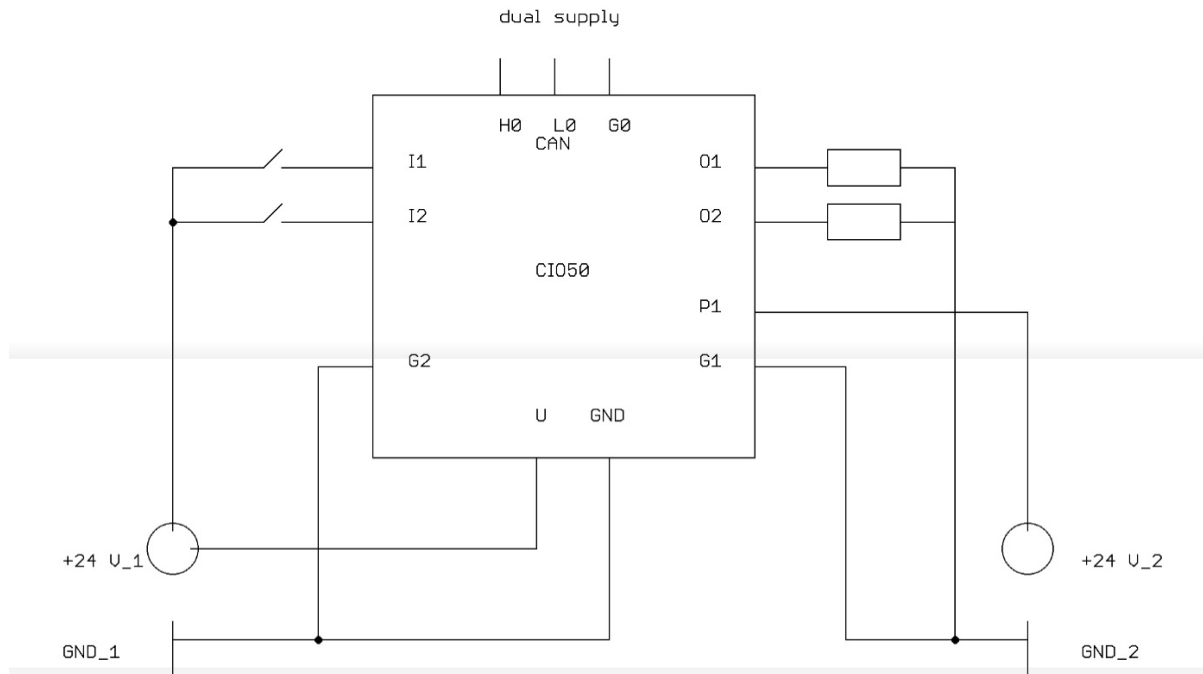 dual supply
H0 L0 G0
CAN
I1 O1
I2 O2
CIO50
P1
G2 G1
U GND
+24 V_1 +24 V_2
GND_1 GND_2